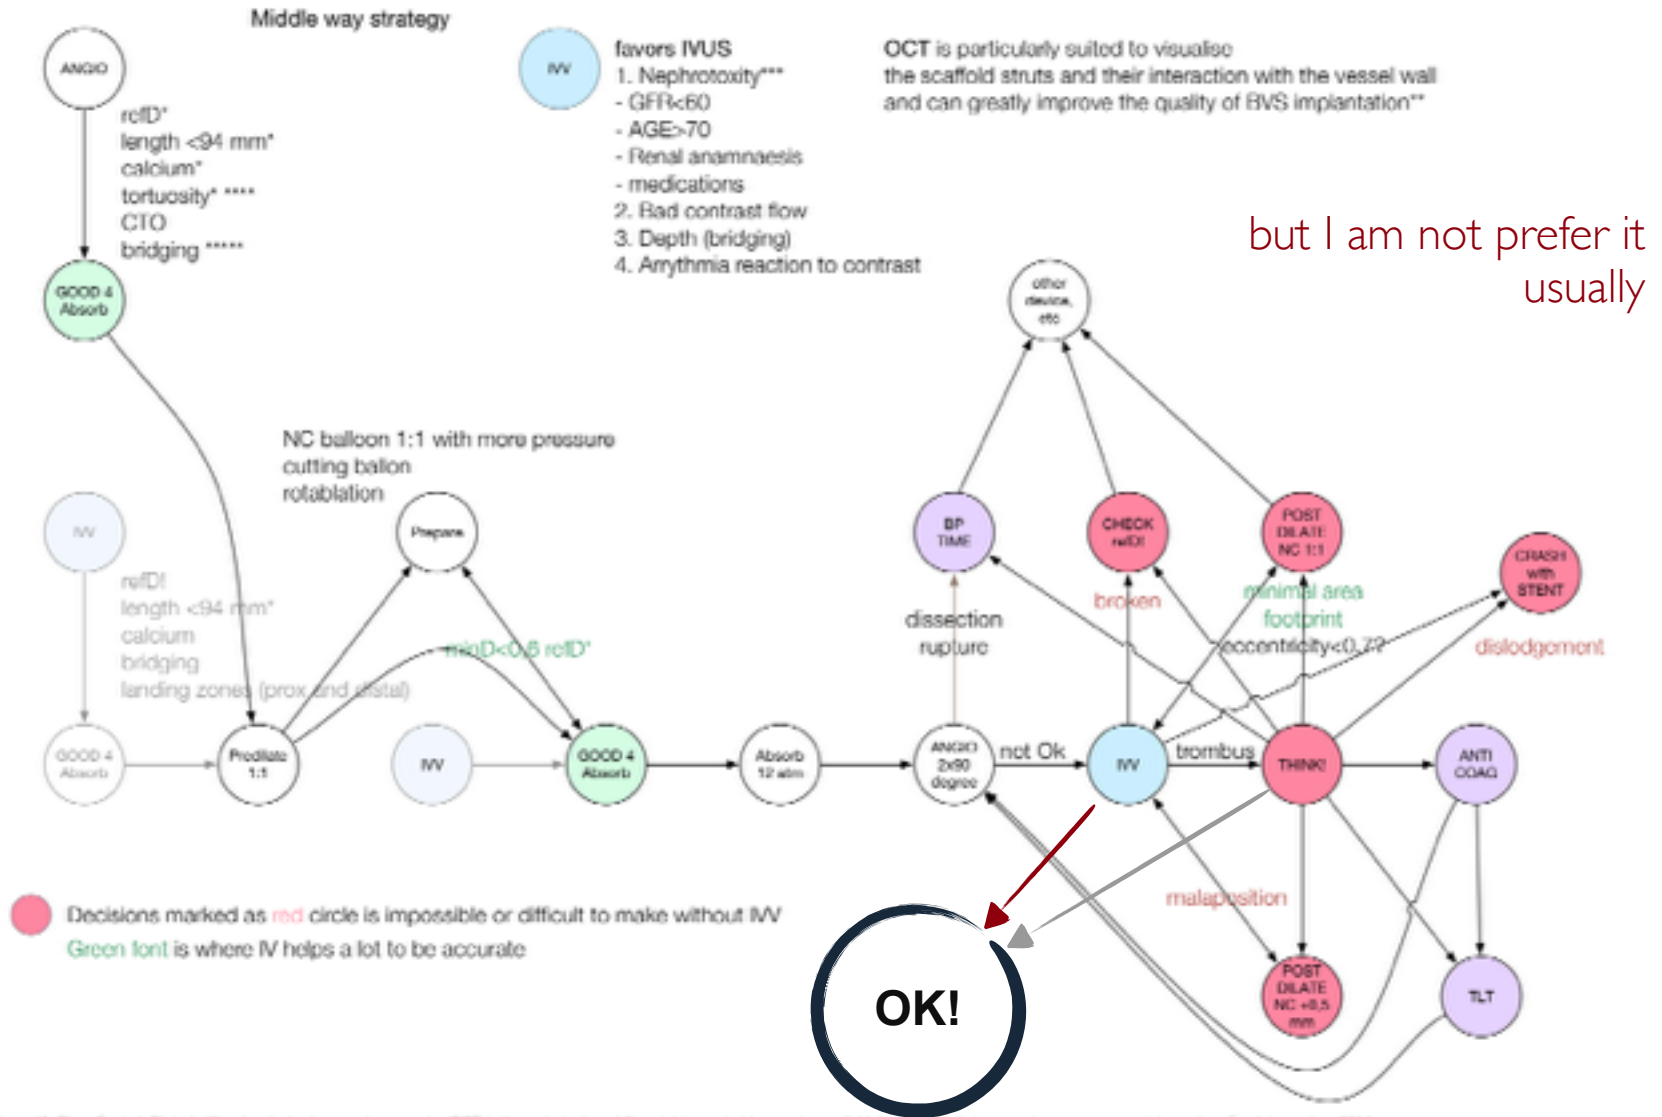 Middle way strategy
ANGIO
refD*
length <94 mm*
calcium*
tortuosity* ****
CTO
bridging *****
GOOD 4
Absorb
IVV
favors IVUS
1. Nephrotoxity***
- GFR<60
- AGE>70
- Renal anamnaesis
- medications
2. Bad contrast flow
3. Depth (bridging)
4. Arrythmia reaction to contrast
OCT is particularly suited to visualise
the scaffold struts and their interaction with the vessel wall
and can greatly improve the quality of BVS implantation**
but I am not prefer it
usually
other
device,
etc
NC balloon 1:1 with more pressure
cutting ballon
rotablation
IVV
Prepare
BP
TIME
CHECK
refD!
POST
DILATE
NC 1:1
CRASH
with
STENT
refD!
length <94 mm*
calcium
bridging
landing zones (prox and distal)
minD<0,6 refD*
dissection
rupture
broken
minimal area
footprint
eccentricity<0,7?
dislodgement
GOOD 4
Absorb
Predilate
1:1
IVV
GOOD 4
Absorb
Absorb
12 atm
ANGIO
2x90
degree
not Ok
IVV
trombus
THINK!
ANTI
COAG
malaposition
Decisions marked as red circle is impossible or difficult to make without IVV
Green font is where IV helps a lot to be accurate
OK!
POST
DILATE
NC +0,5
mm
TLT